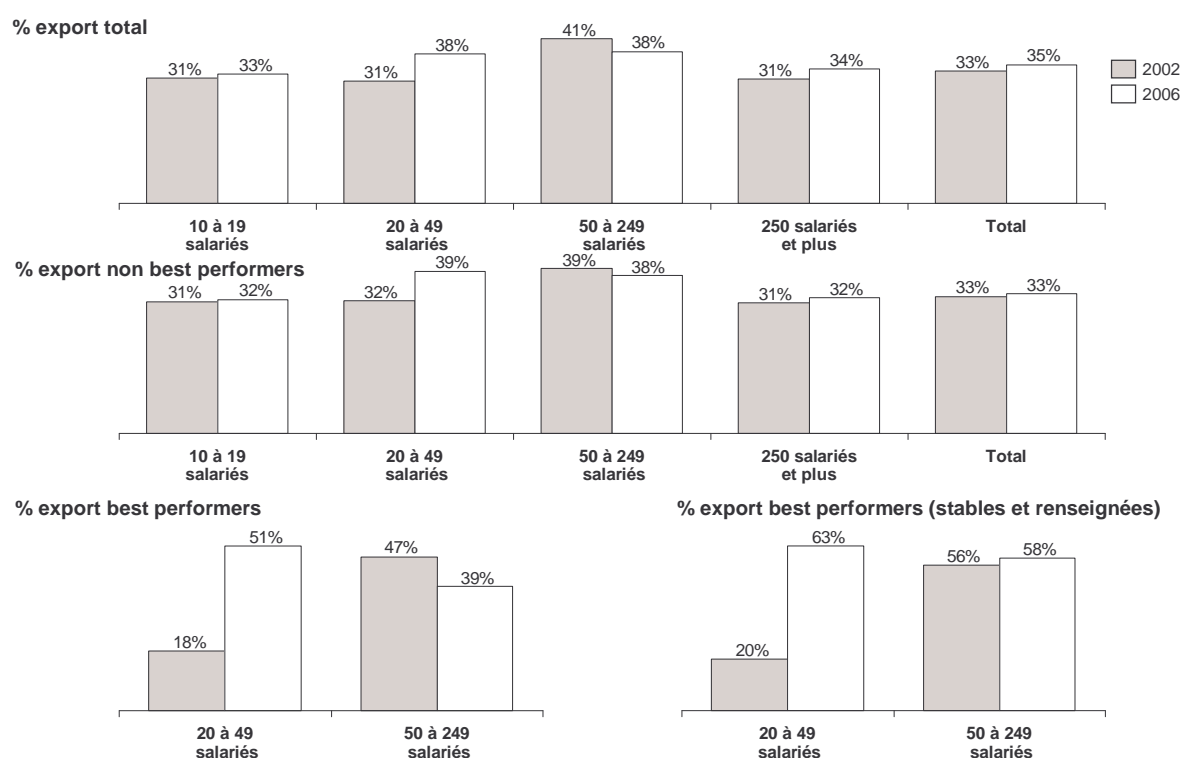 % export total
31% 33% 31% 38% 41% 38% 31% 34% 33% 35%
2002
2006
10 à 19 20 à 49 50 à 249 250 salariés Total
salariés salariés salariés et plus
% export non best performers
31% 32% 32% 39% 39% 38% 31% 32% 33% 33%
10 à 19 20 à 49 50 à 249 250 salariés Total
salariés salariés salariés et plus
% export best performers
18% 51% 47% 39%
20 à 49 50 à 249
salariés salariés
% export best performers (stables et renseignées)
20% 63% 56% 58%
20 à 49 50 à 249
salariés salariés